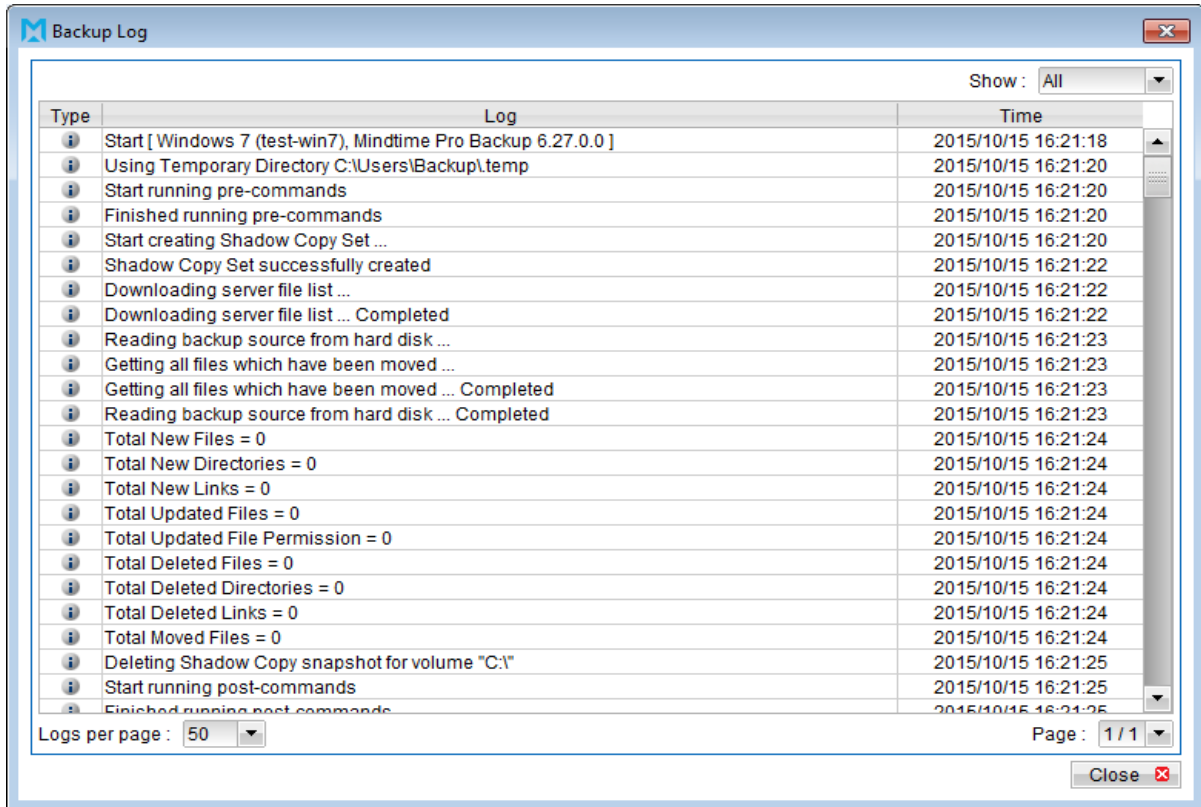 Backup Log
Show : All
Type Log Time
Start [ Windows 7 (test-win7), Mindtime Pro Backup 6.27.0.0 ] 2015/10/15 16:21:18
Using Temporary Directory C:\Users\Backup\.temp 2015/10/15 16:21:20
Start running pre-commands 2015/10/15 16:21:20
Finished running pre-commands 2015/10/15 16:21:20
Start creating Shadow Copy Set ... 2015/10/15 16:21:20
Shadow Copy Set successfully created 2015/10/15 16:21:22
Downloading server file list ... 2015/10/15 16:21:22
Downloading server file list ... Completed 2015/10/15 16:21:22
Reading backup source from hard disk ... 2015/10/15 16:21:23
Getting all files which have been moved ... 2015/10/15 16:21:23
Getting all files which have been moved ... Completed 2015/10/15 16:21:23
Reading backup source from hard disk ... Completed 2015/10/15 16:21:23
Total New Files = 0 2015/10/15 16:21:24
Total New Directories = 0 2015/10/15 16:21:24
Total New Links = 0 2015/10/15 16:21:24
Total Updated Files = 0 2015/10/15 16:21:24
Total Updated File Permission = 0 2015/10/15 16:21:24
Total Deleted Files = 0 2015/10/15 16:21:24
Total Deleted Directories = 0 2015/10/15 16:21:24
Total Deleted Links = 0 2015/10/15 16:21:24
Total Moved Files = 0 2015/10/15 16:21:24
Deleting Shadow Copy snapshot for volume "C:\" 2015/10/15 16:21:25
Start running post-commands 2015/10/15 16:21:25
Finished running post-commands 2015/10/15 16:21:25
Logs per page : 50 Page : 1 / 1
Close